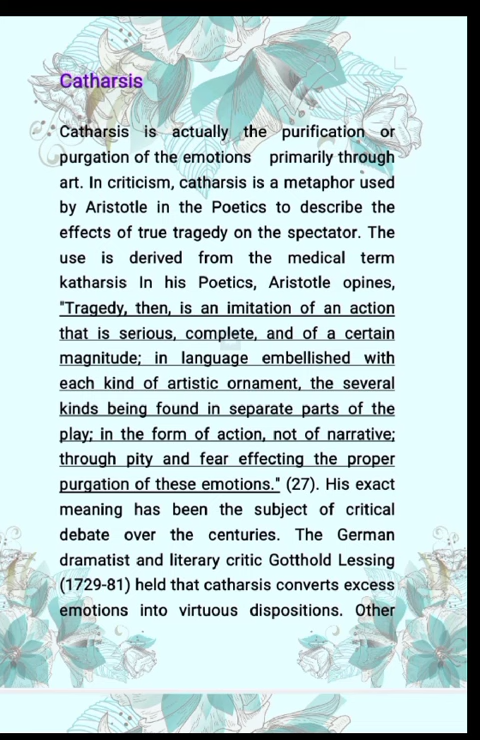 Catharsis
Catharsis is actually the purification or
purgation of the emotions primarily through
art. In criticism, catharsis is a metaphor used
by Aristotle in the Poetics to describe the
effects of true tragedy on the spectator. The
use is derived from the medical term
katharsis In his Poetics, Aristotle opines,
"Tragedy, then, is an imitation of an action
that is serious, complete, and of a certain
magnitude; in language embellished with
each kind of artistic ornament, the several
kinds being found in separate parts of the
play; in the form of action, not of narrative;
through pity and fear effecting the proper
purgation of these emotions." (27). His exact
meaning has been the subject of critical
debate over the centuries. The German
dramatist and literary critic Gotthold Lessing
(1729-81) held that catharsis converts excess
emotions into virtuous dispositions. Other